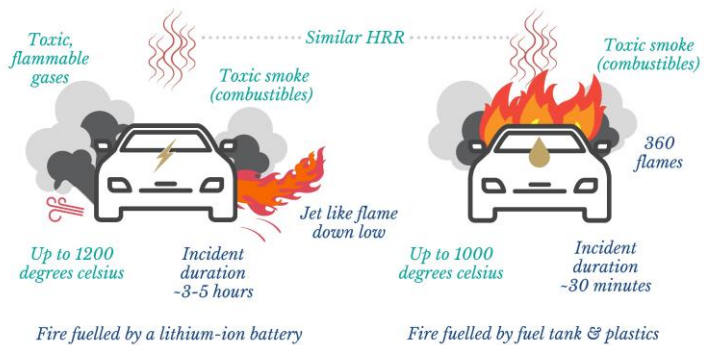 Toxic,
flammable
gases
Similar HRR
Toxic smoke
(combustibles)
Toxic smoke
(combustibles)
360
flames
Jet like flame
down low
Up to 1200
degrees celsius
Incident
duration
~3-5 hours
Up to 1000
degrees celsius
Incident
duration
~30 minutes
Fire fuelled by a lithium-ion battery
Fire fuelled by fuel tank & plastics